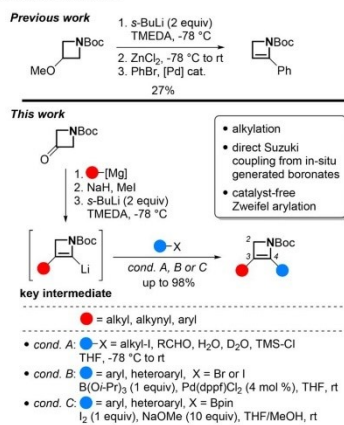 Previous work
NBoc
MeO
1. s-BuLi (2 equiv)
TMEDA, -78 °C
2. ZnCl2, -78 °C to rt
3. PhBr, [Pd] cat.
27%
NBoc
Ph
This work
NBoc
O
1. -[Mg]
2. NaH, MeI
3. s-BuLi (2 equiv)
TMEDA, -78 °C
• alkylation
• direct Suzuki
coupling from in-situ
generated boronates
• catalyst-free
Zweifel arylation
NBoc
Li
key intermediate
-X
cond. A, B or C
up to 98%
2
NBoc
3 4
= alkyl, alkynyl, aryl
• cond. A: -X = alkyl-I, RCHO, H2O, D2O, TMS-Cl
THF, -78 °C to rt
• cond. B: = aryl, heteroaryl, X = Br or I
B(Oi-Pr)3 (1 equiv), Pd(dppf)Cl2 (4 mol %), THF, rt
• cond. C: = aryl, heteroaryl, X = Bpin
I2 (1 equiv), NaOMe (10 equiv), THF/MeOH, rt